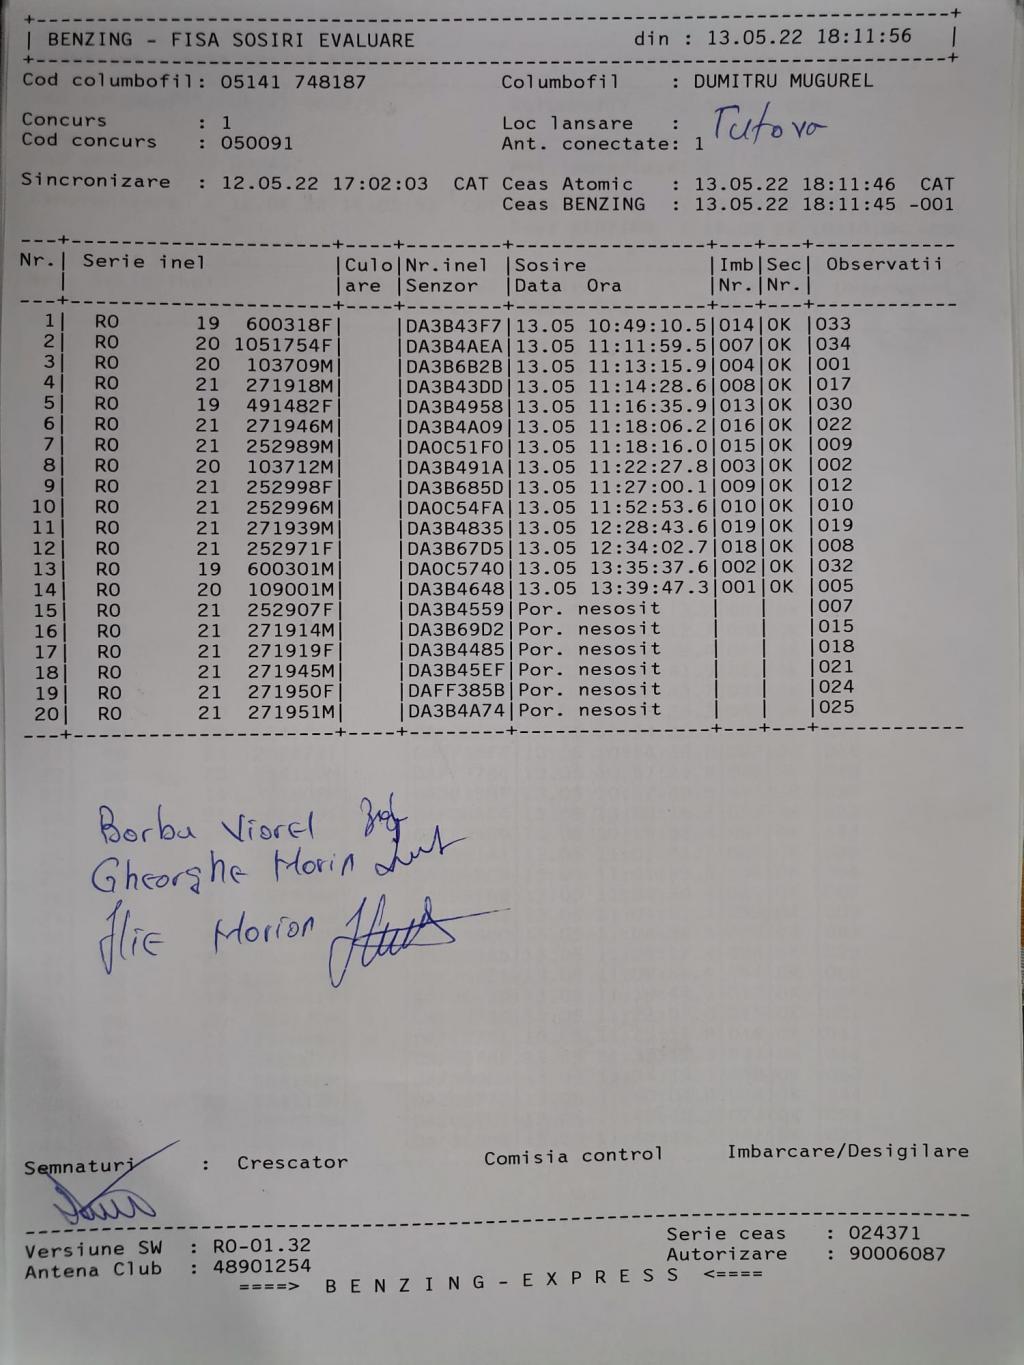 BENZING - FISA SOSIRI EVALUARE din : 13.05.22 18:11:56
Cod columbofil: 05141 748187 Columbofil : DUMITRU MUGUREL
Concurs : 1 Loc lansare : Tutova
Cod concurs : 050091 Ant. conectate: 1
Sincronizare : 12.05.22 17:02:03 CAT Ceas Atomic : 13.05.22 18:11:46 CAT
Ceas BENZING : 13.05.22 18:11:45 -001
Nr.| Serie inel |Culo|Nr.inel |Sosire |Imb|Sec| Observatii
| |are |Senzor |Data Ora |Nr.|Nr.|
1| RO 19 600318F| |DA3B43F7|13.05 10:49:10.5|014|OK |033
2| RO 20 1051754F| |DA3B4AEA|13.05 11:11:59.5|007|OK |034
3| RO 20 103709M| |DA3B6B2B|13.05 11:13:15.9|004|OK |001
4| RO 21 271918M| |DA3B43DD|13.05 11:14:28.6|008|OK |017
5| RO 19 491482F| |DA3B4958|13.05 11:16:35.9|013|OK |030
6| RO 21 271946M| |DA3B4A09|13.05 11:18:06.2|016|OK |022
7| RO 21 252989M| |DA0C51F0|13.05 11:18:16.0|015|OK |009
8| RO 20 103712M| |DA3B491A|13.05 11:22:27.8|003|OK |002
9| RO 21 252998F| |DA3B685D|13.05 11:27:00.1|009|OK |012
10| RO 21 252996M| |DA0C54FA|13.05 11:52:53.6|010|OK |010
11| RO 21 271939M| |DA3B4835|13.05 12:28:43.6|019|OK |019
12| RO 21 252971F| |DA3B67D5|13.05 12:34:02.7|018|OK |008
13| RO 19 600301M| |DA0C5740|13.05 13:35:37.6|002|OK |032
14| RO 20 109001M| |DA3B4648|13.05 13:39:47.3|001|OK |005
15| RO 21 252907F| |DA3B4559|Por. nesosit | | |007
16| RO 21 271914M| |DA3B69D2|Por. nesosit | | |015
17| RO 21 271919F| |DA3B4485|Por. nesosit | | |018
18| RO 21 271945M| |DA3B45EF|Por. nesosit | | |021
19| RO 21 271950F| |DAFF385B|Por. nesosit | | |024
20| RO 21 271951M| |DA3B4A74|Por. nesosit | | |025
Barbu Viorel
Gheorghe Marin
Ilie Marian
Semnaturi : Crescator Comisia control Imbarcare/Desigilare
Versiune SW : RO-01.32 Serie ceas : 024371
Antena Club : 48901254 Autorizare : 90006087
====> B E N Z I N G - E X P R E S S <====